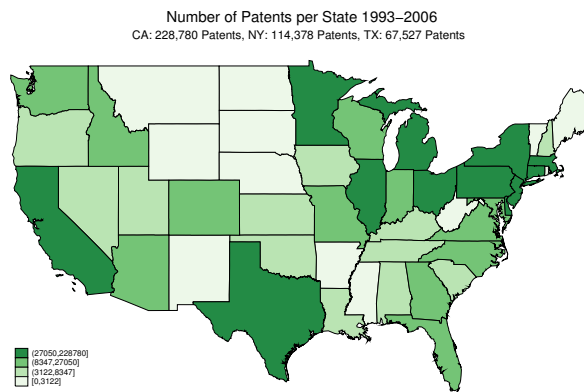 Number of Patents per State 1993−2006
CA: 228,780 Patents, NY: 114,378 Patents, TX: 67,527 Patents
(27050,228780]
(8347,27050]
(3122,8347]
[0,3122]